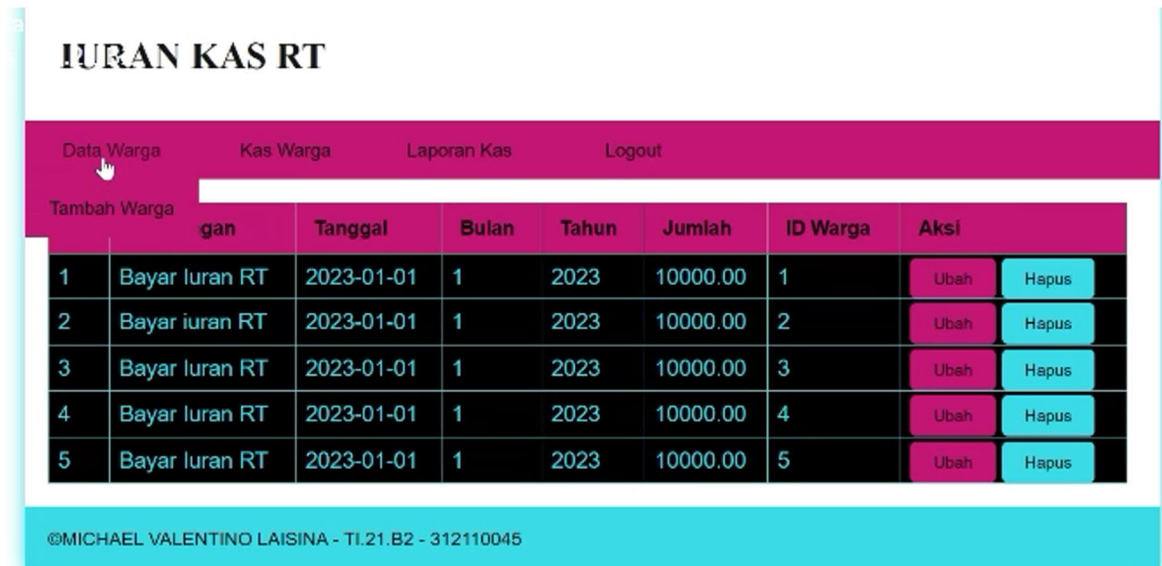 IURAN KAS RT
Data Warga Kas Warga Laporan Kas Logout
Tambah Warga
gan Tanggal Bulan Tahun Jumlah ID Warga Aksi
1 Bayar Iuran RT 2023-01-01 1 2023 10000.00 1 Ubah Hapus
2 Bayar iuran RT 2023-01-01 1 2023 10000.00 2 Ubah Hapus
3 Bayar Iuran RT 2023-01-01 1 2023 10000.00 3 Ubah Hapus
4 Bayar Iuran RT 2023-01-01 1 2023 10000.00 4 Ubah Hapus
5 Bayar Iuran RT 2023-01-01 1 2023 10000.00 5 Ubah Hapus
©MICHAEL VALENTINO LAISINA - TI.21.B2 - 312110045